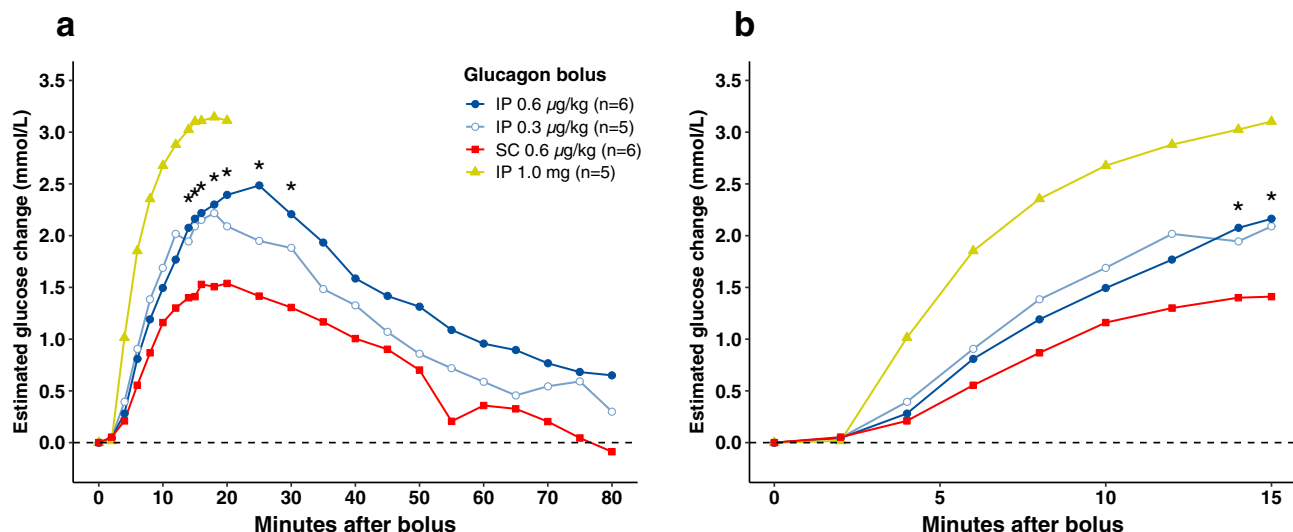 a
Estimated glucose change (mmol/L)
3.5
3.0
2.5
2.0
1.5
1.0
0.5
0.0
Glucagon bolus
IP 0.6 µg/kg (n=6)
IP 0.3 µg/kg (n=5)
SC 0.6 µg/kg (n=6)
IP 1.0 mg (n=5)
* * * * * * *
0 10 20 30 40 50 60 70 80
Minutes after bolus
b
Estimated glucose change (mmol/L)
3.5
3.0
2.5
2.0
1.5
1.0
0.5
0.0
* *
0 5 10 15
Minutes after bolus